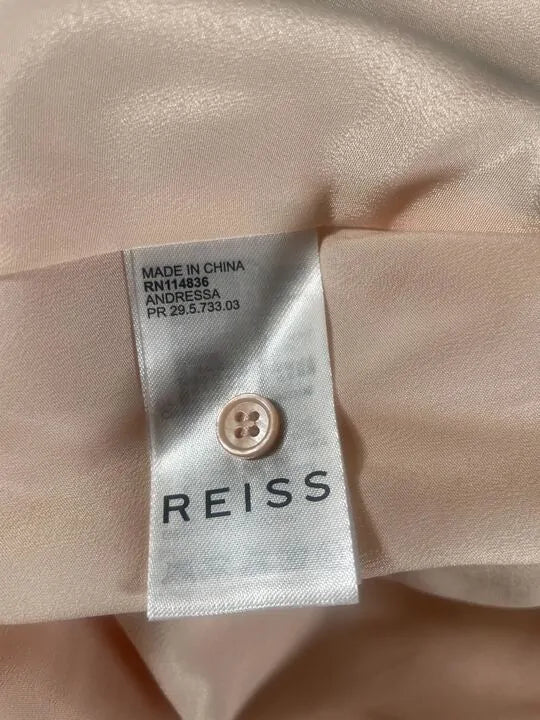 MADE IN CHINA
RN114836
ANDRESSA
PR 29.5.733.03
REISS